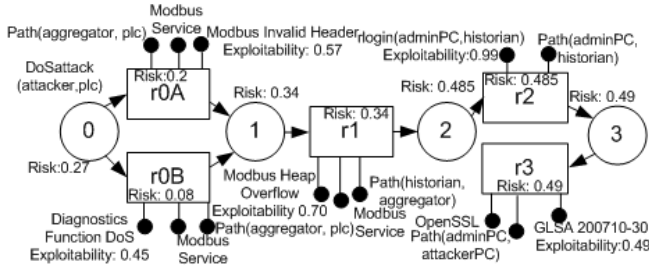 Modbus
Service
Path(aggregator, plc)
Modbus Invalid Header
Exploitability: 0.57
rlogin(adminPC,historian)
Exploitability:0.99
Path(adminPC,
historian)
DoSattack
(attacker,plc)
Risk:0.2
r0A
Risk: 0.34
Risk: 0.34
r1
Risk: 0.485
Risk: 0.485
r2
Risk: 0.49
0
1
2
3
Risk:0.27
r0B
Risk: 0.08
r3
Risk: 0.49
Modbus Heap
Overflow
Exploitability 0.70
Path(aggregator, plc)
Path(historian,
aggregator)
Modbus
Service
Diagnostics
Function DoS
Exploitability: 0.45
Modbus
Service
OpenSSL
Path(adminPC,
attackerPC)
GLSA 200710-30
Exploitability:0.49